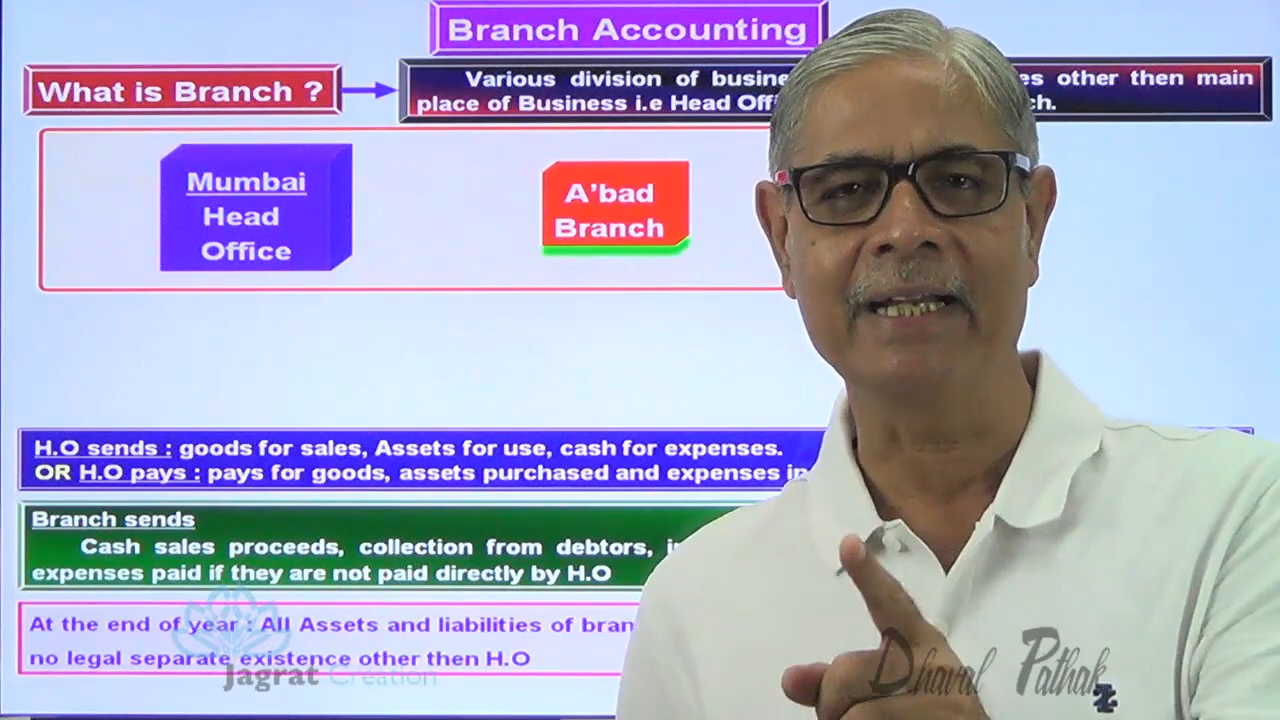 Branch Accounting
What is Branch ?
Various division of es other then main
place of Business i.e Head
Mumbai
Head
Office
A'bad
Branch
H.O sends : goods for sales, Assets for use, cash for expenses.
OR H.O pays : pays for goods, assets purchased and expenses in
Branch sends
Cash sales proceeds, collection from debtors,
expenses paid if they are not paid directly by H.O
At the end of year : All Assets and liabilities of
no legal separate existence other then H.O
Jagrat Creation
Dhaval Pathak